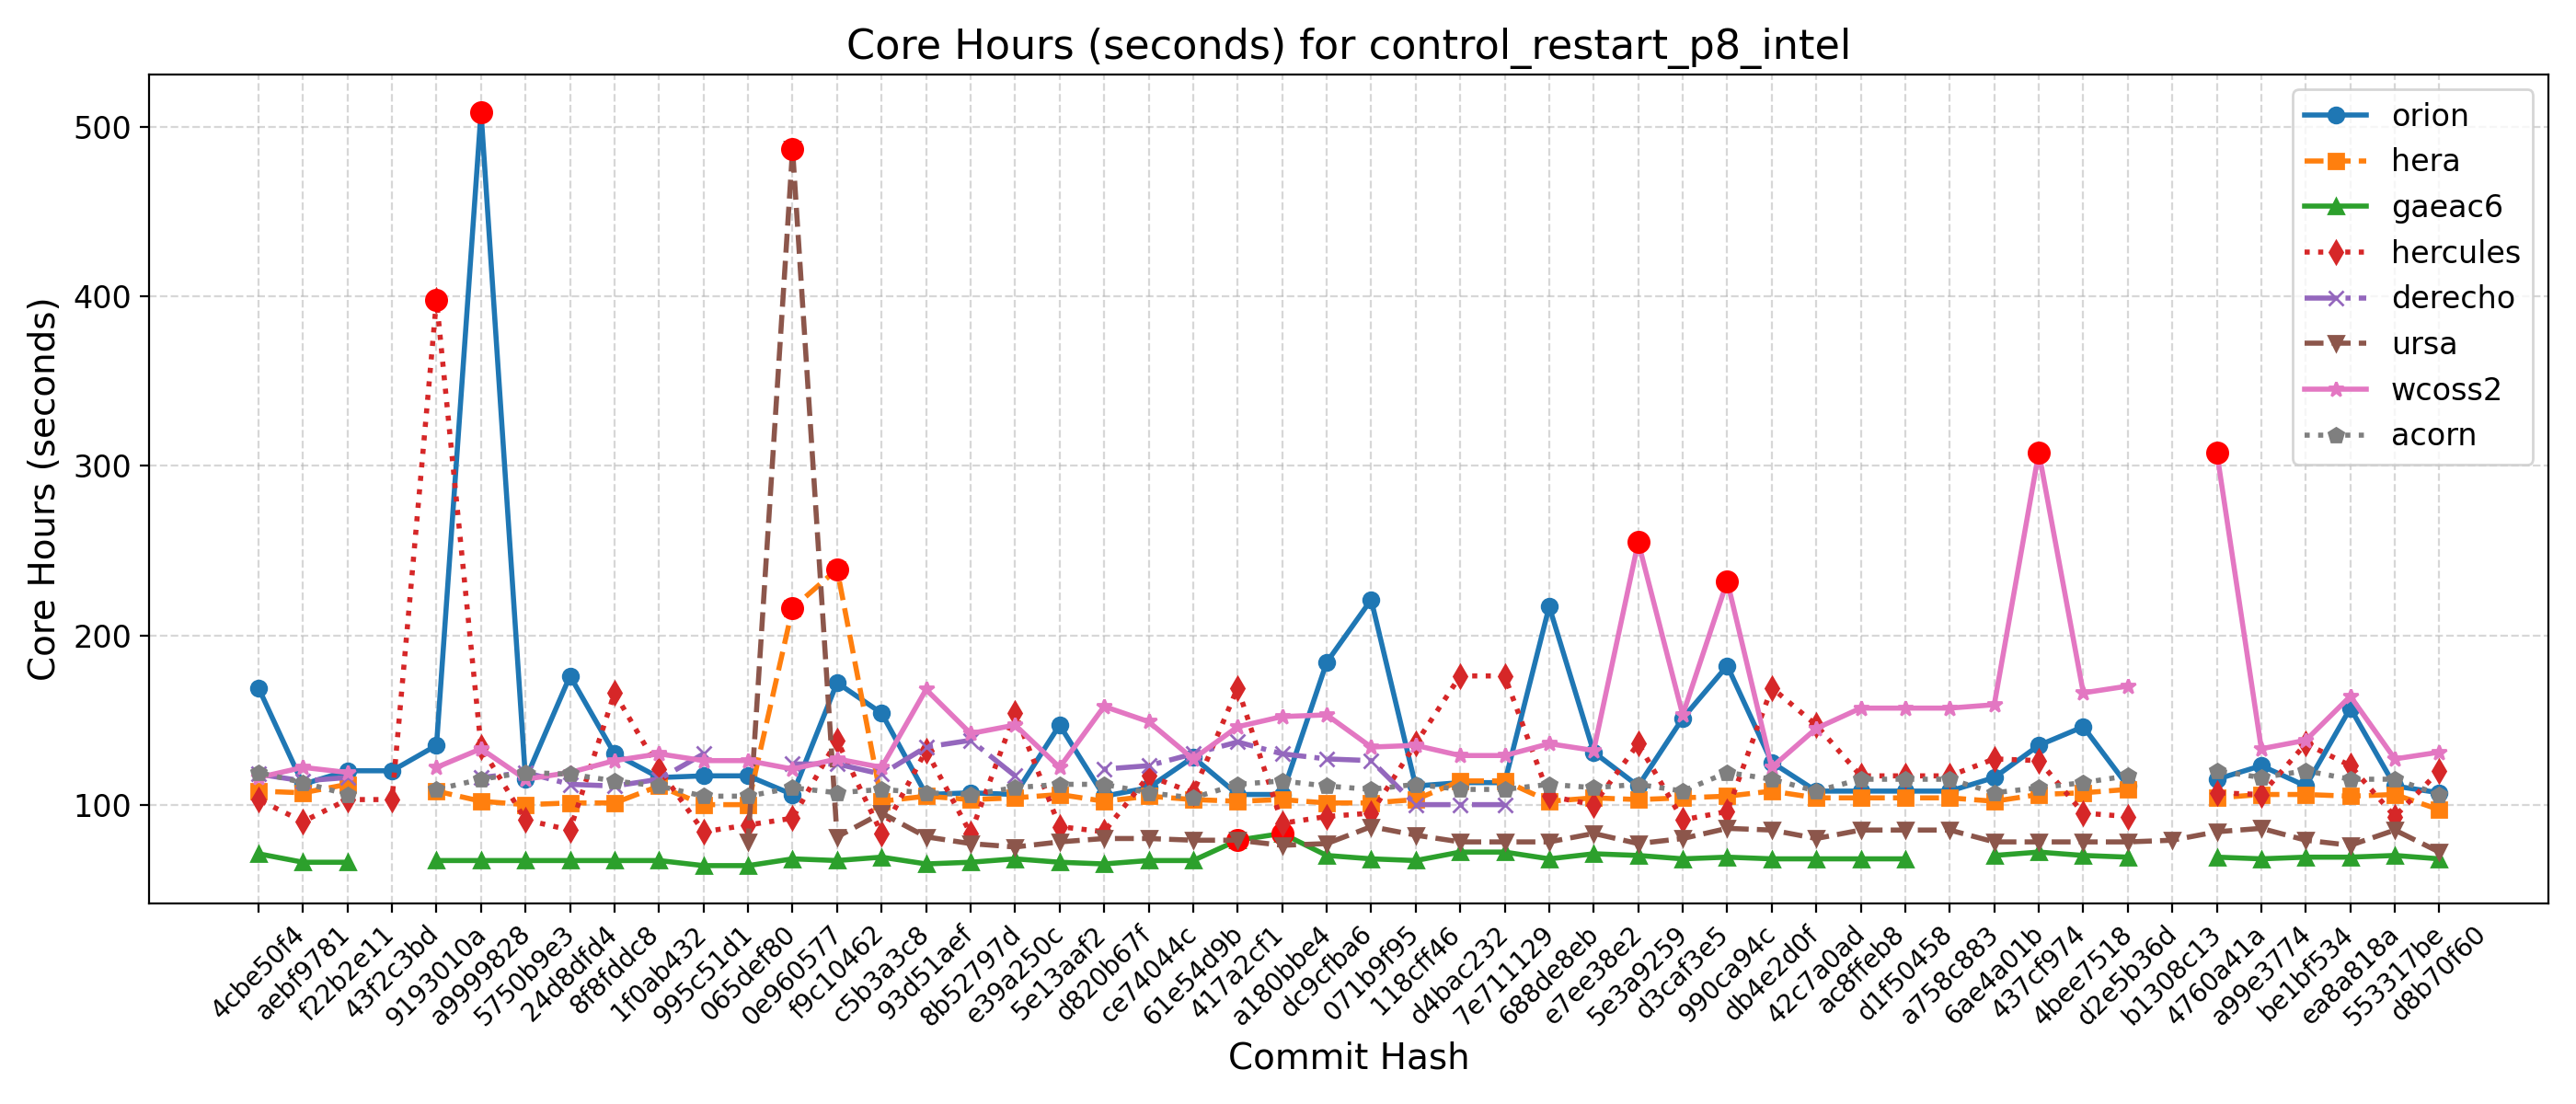 Core Hours (seconds) for control_restart_p8_intel
Core Hours (seconds)
500
400
300
200
100
orion
hera
gaeac6
hercules
derecho
ursa
wcoss2
acorn
4cbe50f4
aebf9781
f22b2e11
43f2c3bd
9193010a
a9999828
5750b9e3
24d8dfd4
8f8fddc8
1f0ab432
995c51d1
065def80
0e960577
f9c10462
c5b3a3c8
93d51aef
8b52797d
e39a250c
5e13aaf2
d820b67f
ce74044c
61e54d9b
417a2cf1
a180bbe4
dc9cfba6
071b9f95
118cff46
d4bac232
7e711129
688de8eb
e7ee38e2
5e3a9259
d3caf3e5
990ca94c
db4e2d0f
42c7a0ad
ac8ffeb8
d1f50458
a758c883
6ae4a01b
437cf974
4bee7518
d2e5b36d
b1308c13
4760a41a
a99e3774
be1bf534
ea8a818a
553317be
d8b70f60
Commit Hash